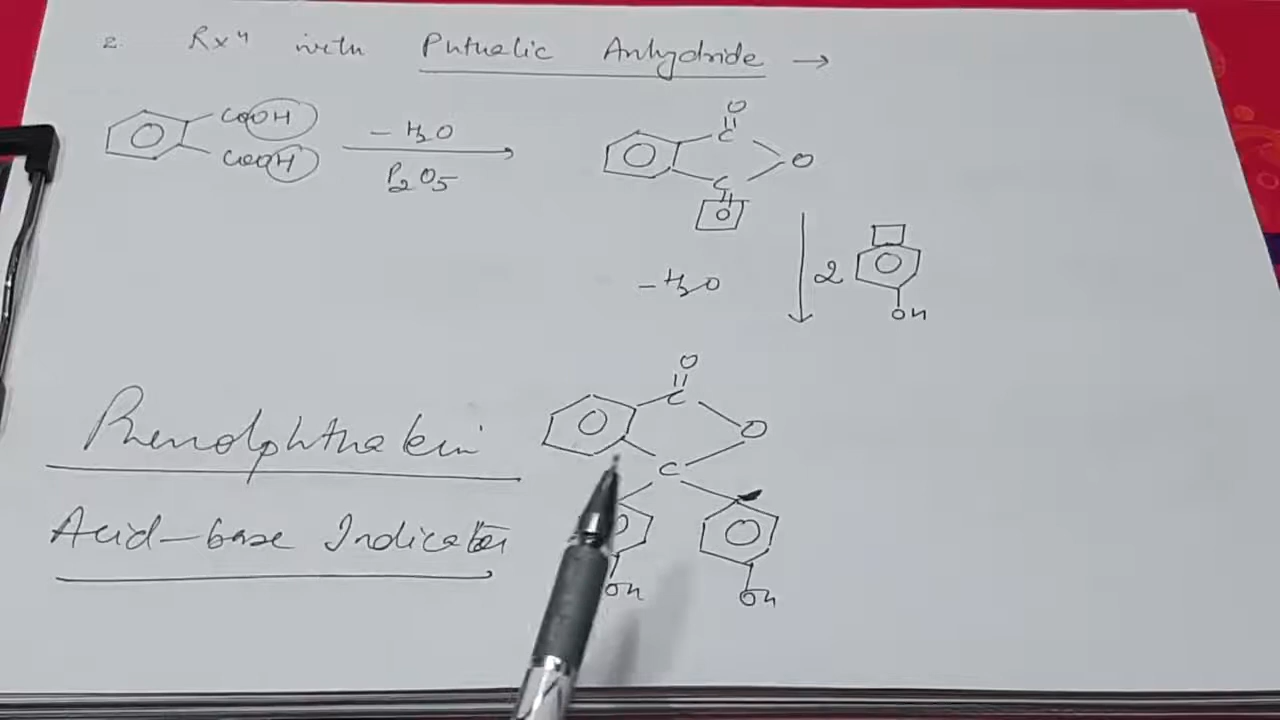 2. Rxⁿ with Phthalic Anhydride →
COOH
COOH
- H2O
P2O5
O
C
O
C
O
- H2O
2
OH
O
C
O
C
OH
OH
Phenolphthalein
Acid-base Indicator